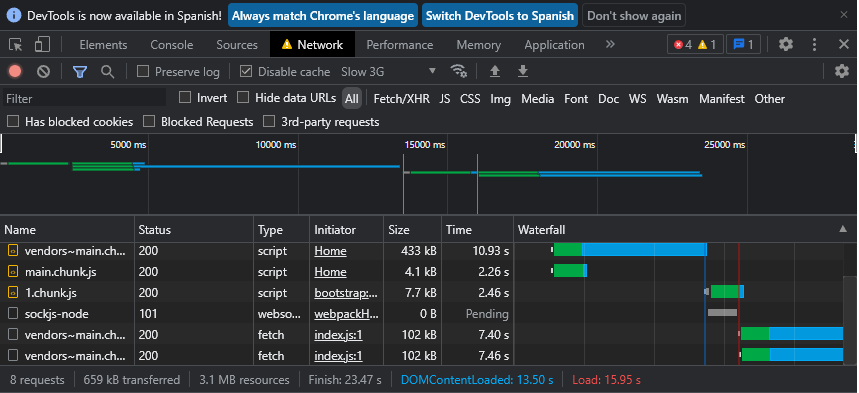 DevTools is now available in Spanish! Always match Chrome's language Switch DevTools to Spanish Don't show again
Elements Console Sources Network Performance Memory Application » 4 1 1
Preserve log Disable cache Slow 3G
Filter Invert Hide data URLs All Fetch/XHR JS CSS Img Media Font Doc WS Wasm Manifest Other
Has blocked cookies Blocked Requests 3rd-party requests
5000 ms 10000 ms 15000 ms 20000 ms 25000 ms
Name Status Type Initiator Size Time Waterfall
vendors~main.ch... 200 script Home 433 kB 10.93 s
main.chunk.js 200 script Home 4.1 kB 2.26 s
1.chunk.js 200 script bootstrap:... 7.7 kB 2.46 s
sockjs-node 101 webso... webpackH... 0 B Pending
vendors~main.ch... 200 fetch index.js:1 102 kB 7.40 s
vendors~main.ch... 200 fetch index.js:1 102 kB 7.46 s
8 requests 659 kB transferred 3.1 MB resources Finish: 23.47 s DOMContentLoaded: 13.50 s Load: 15.95 s